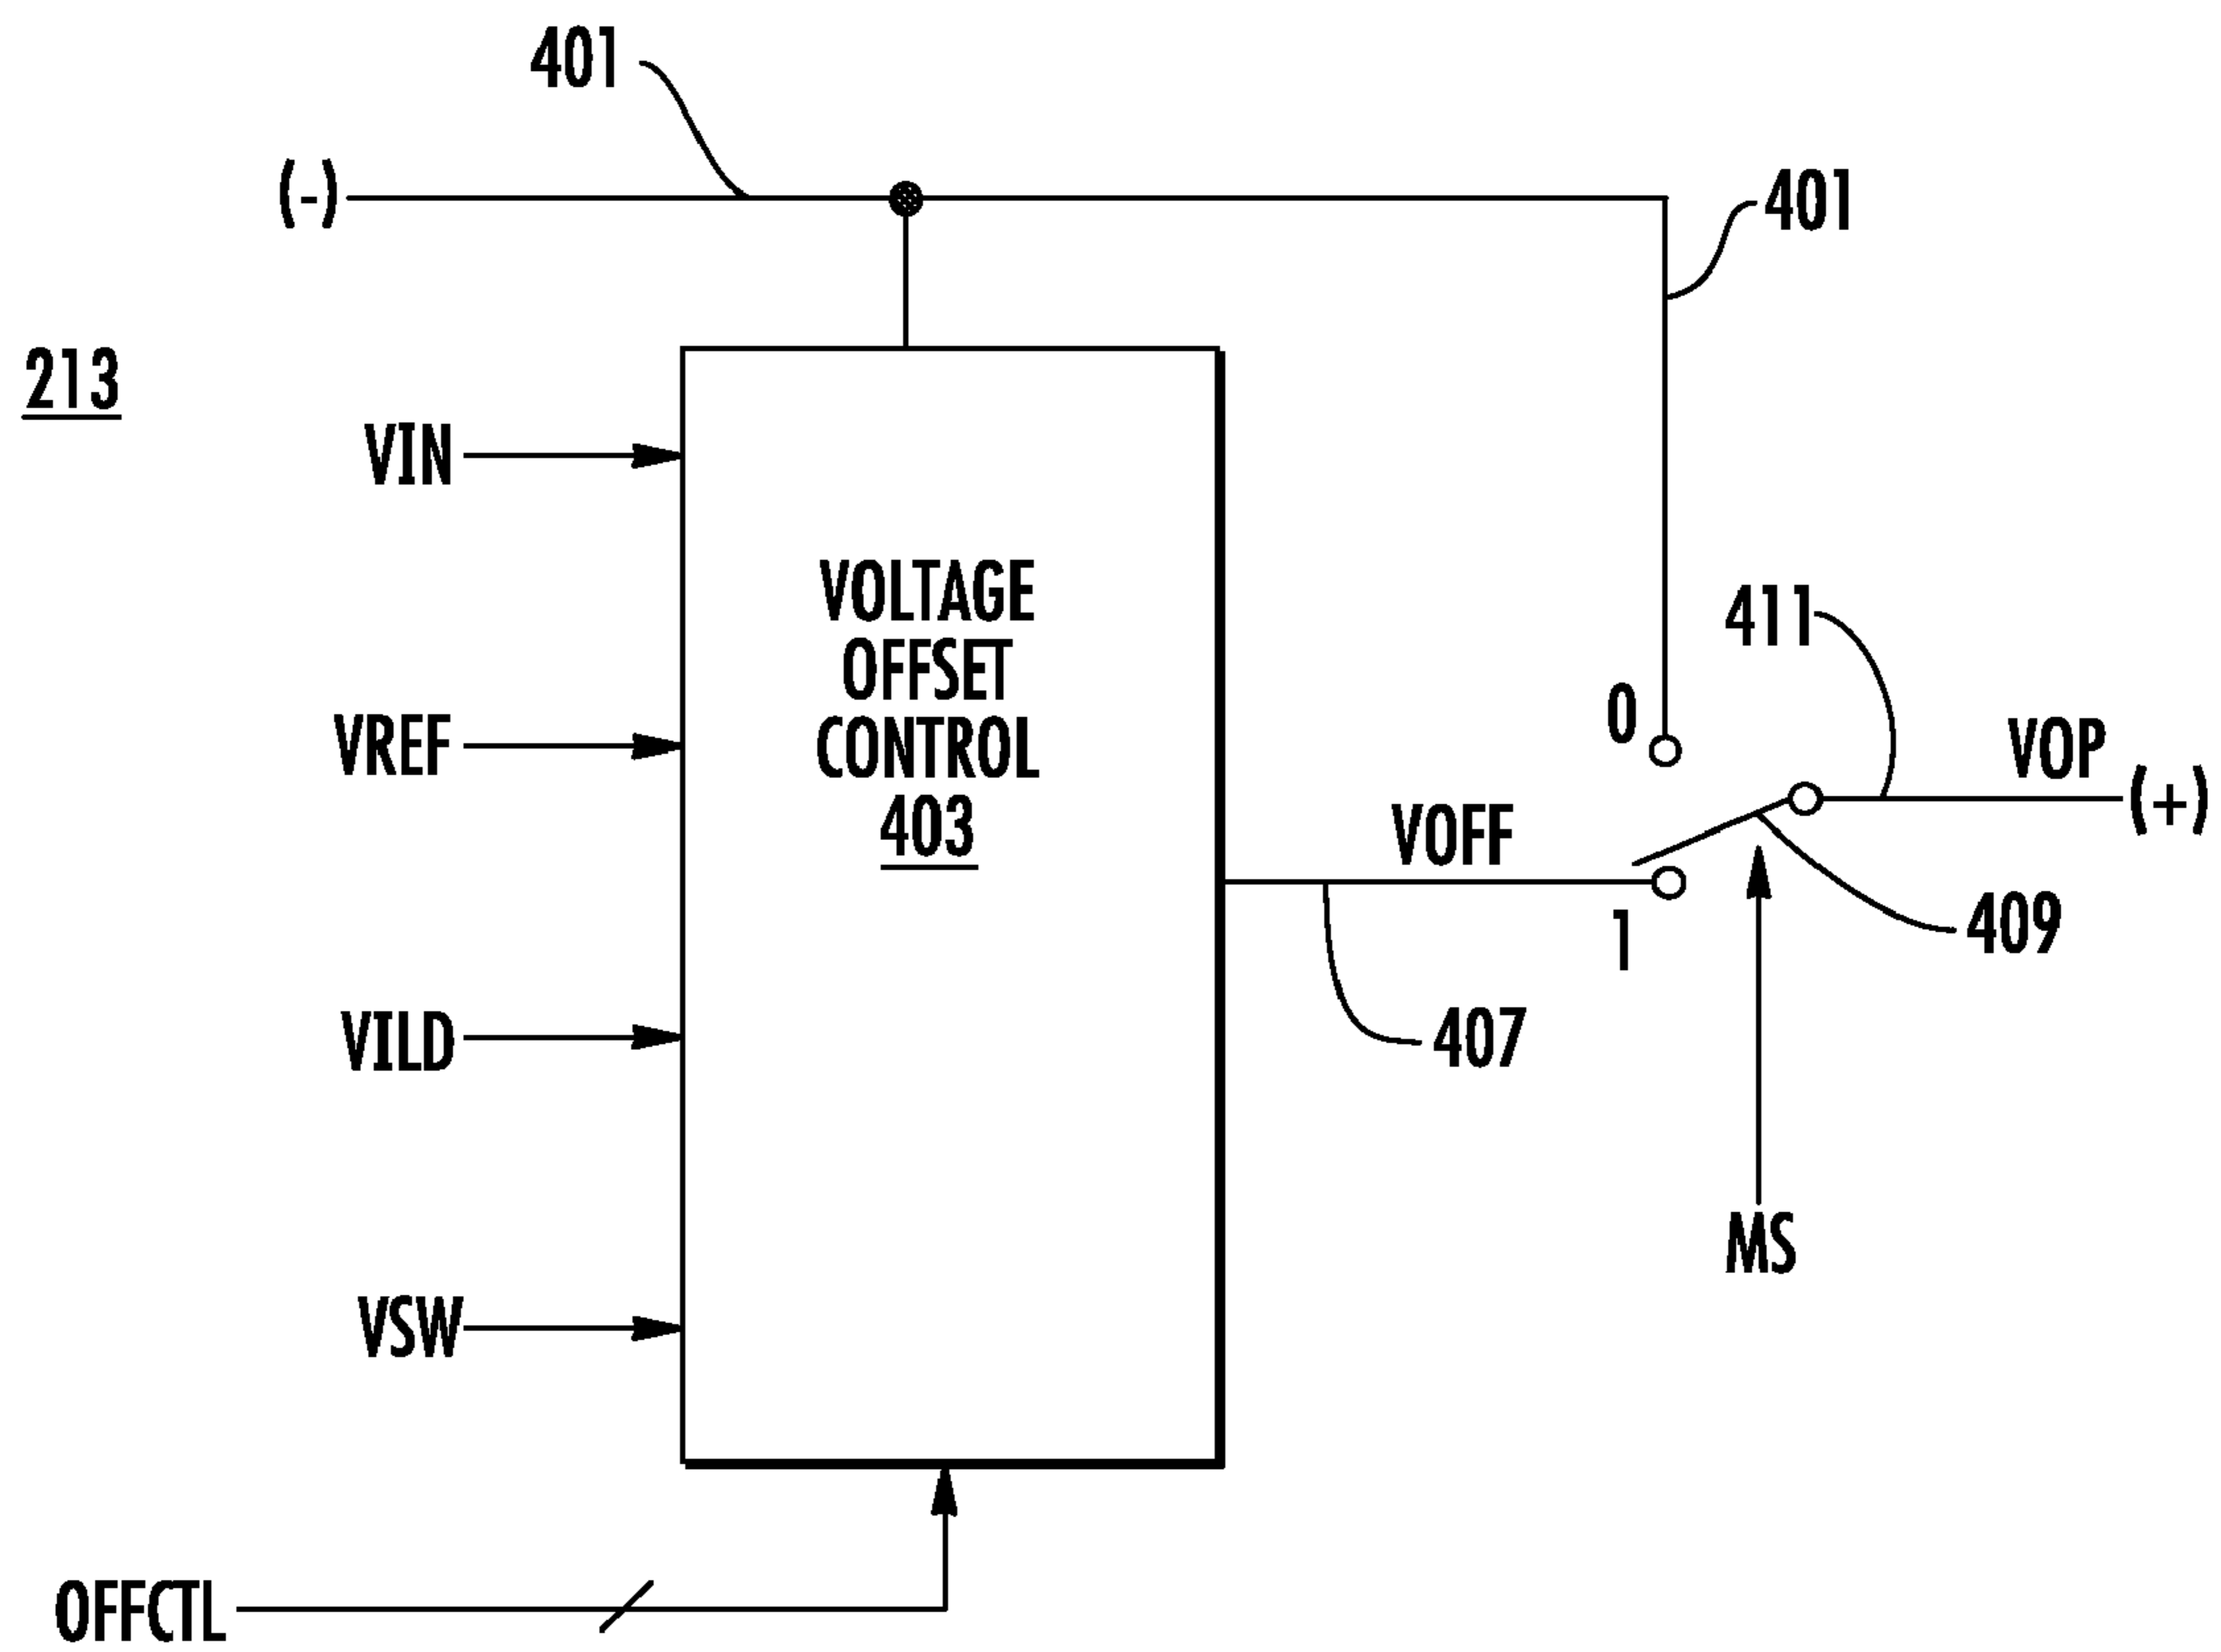 401
(-)
401
213
VIN
VOLTAGE
OFFSET
CONTROL
403
VREF
411
0
VOP
(+)
VOFF
1
409
407
VILD
MS
VSW
OFFCTL